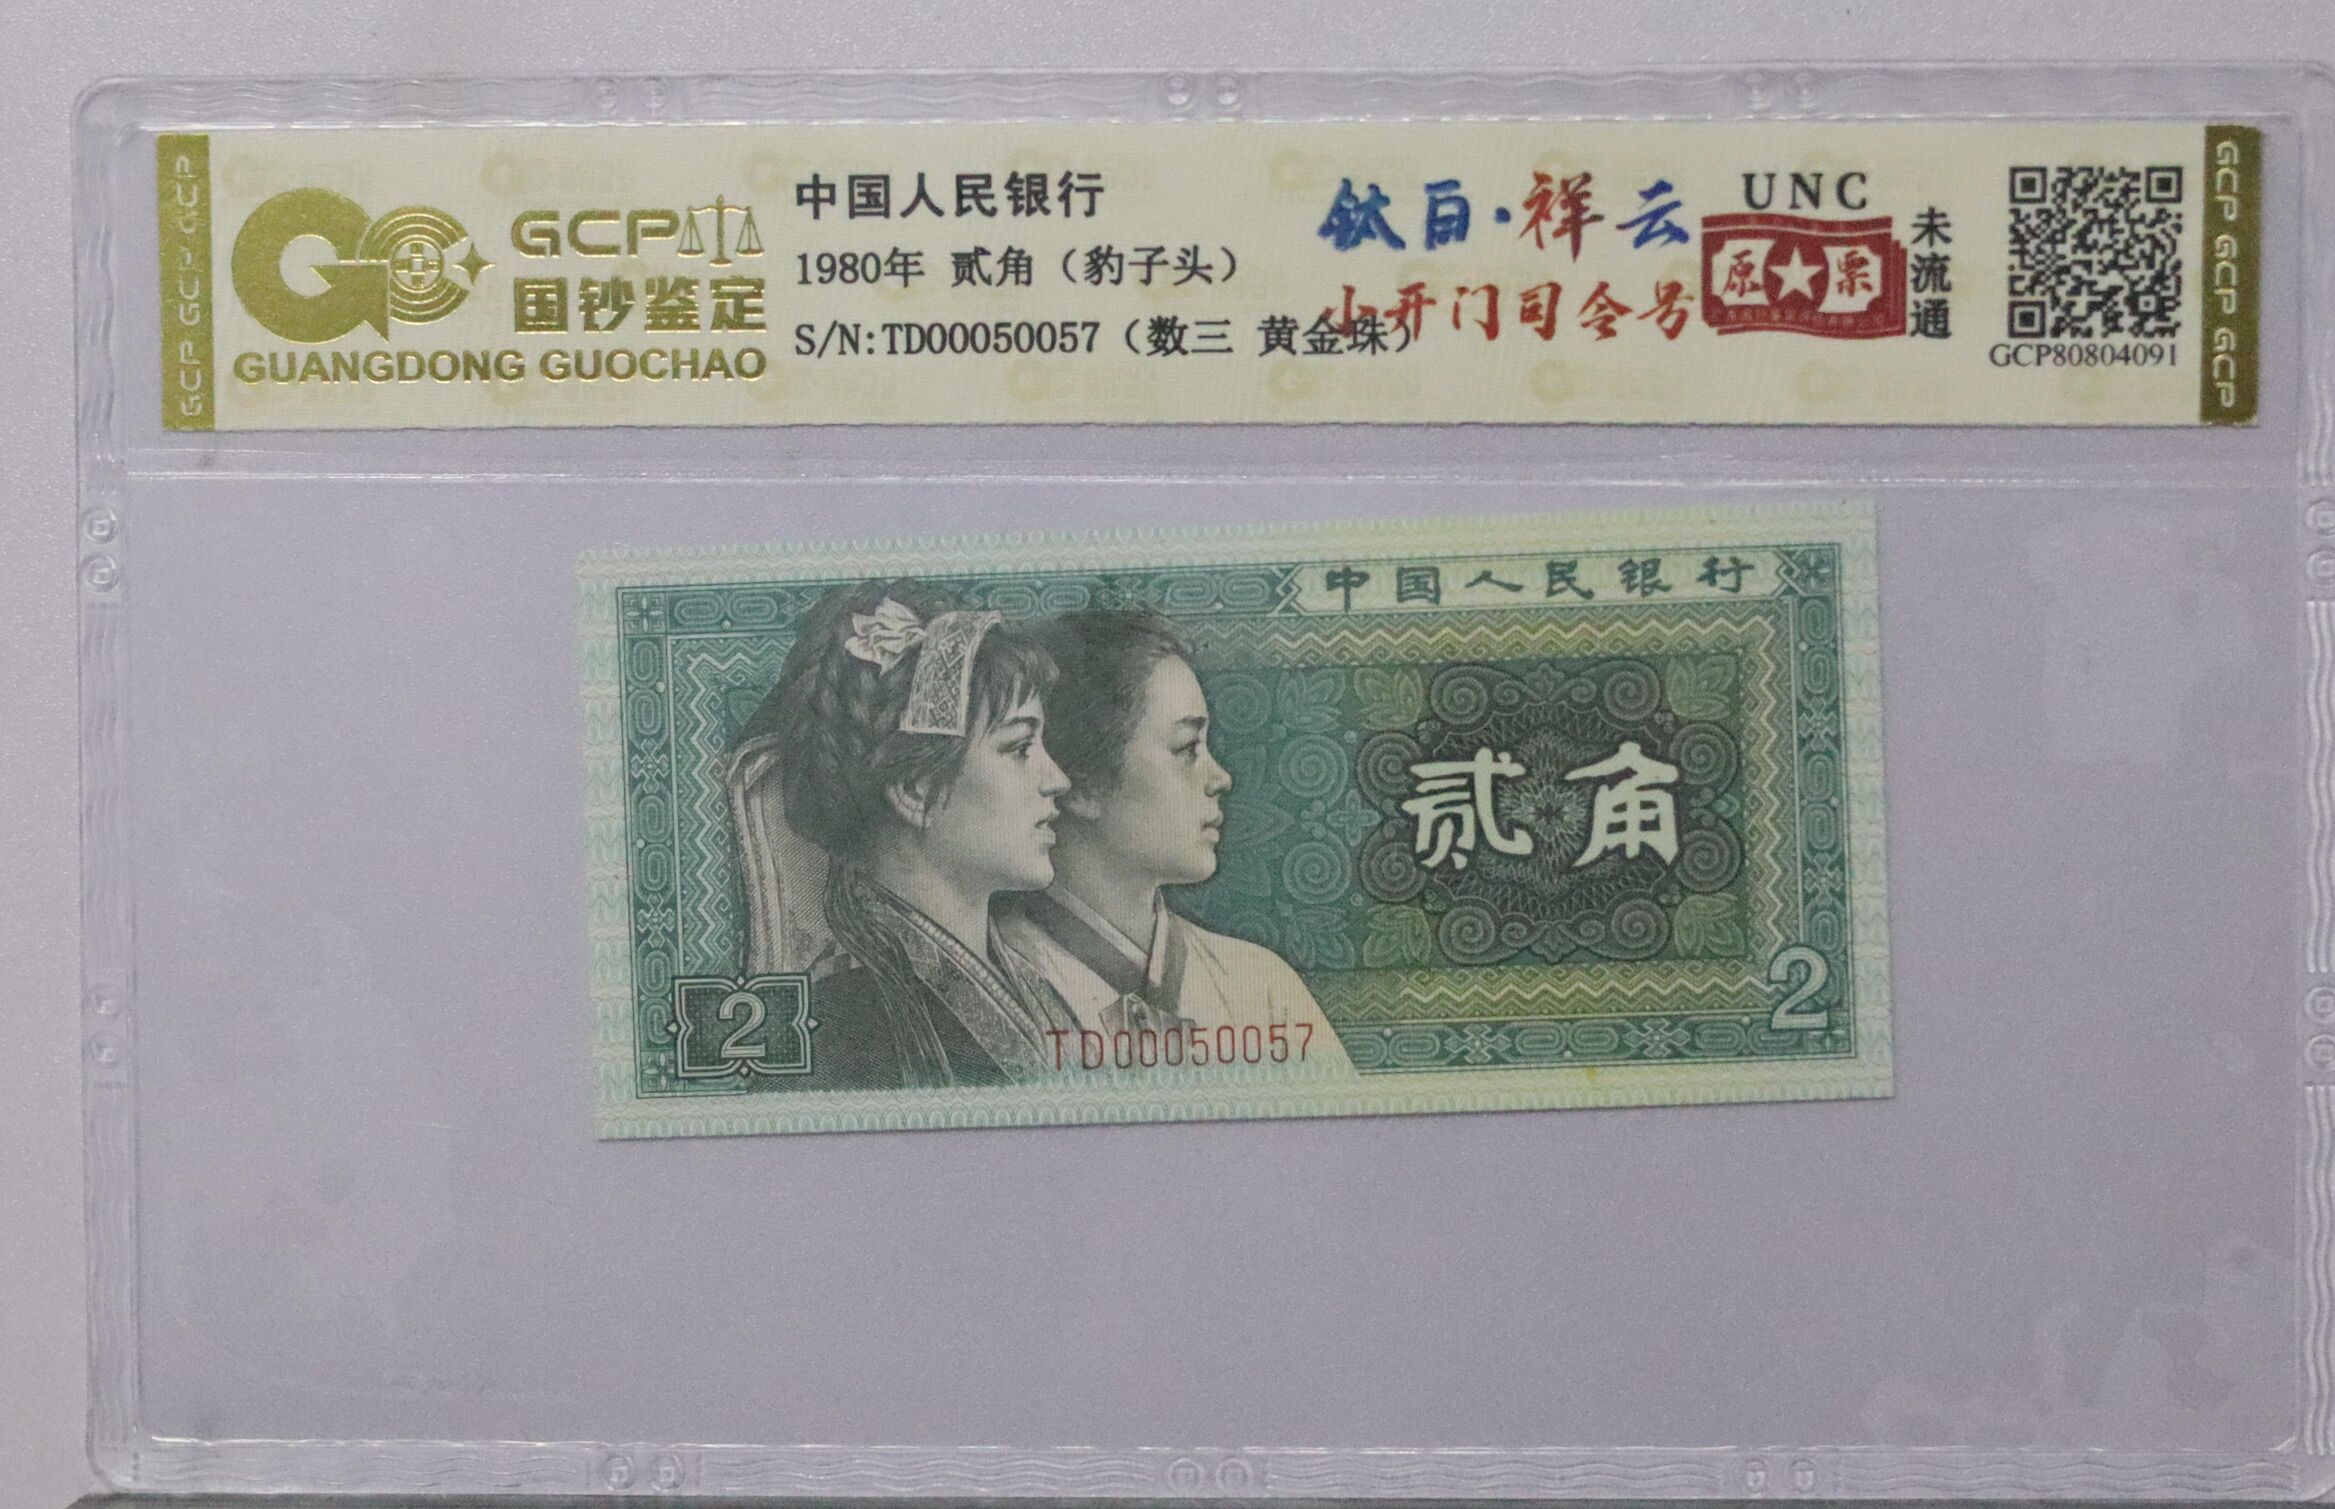 GCP GCP GCP
GCP
国钞鉴定
GUANGDONG GUOCHAO
中国人民银行
1980年 贰角（豹子头）
S/N:TD00050057（数三 黄金珠）
钛白·祥云
小开门司令号
UNC
原★票
未流通
GCP80804091
GCP GCP GCP
中国人民银行
贰角
2
2
TD00050057